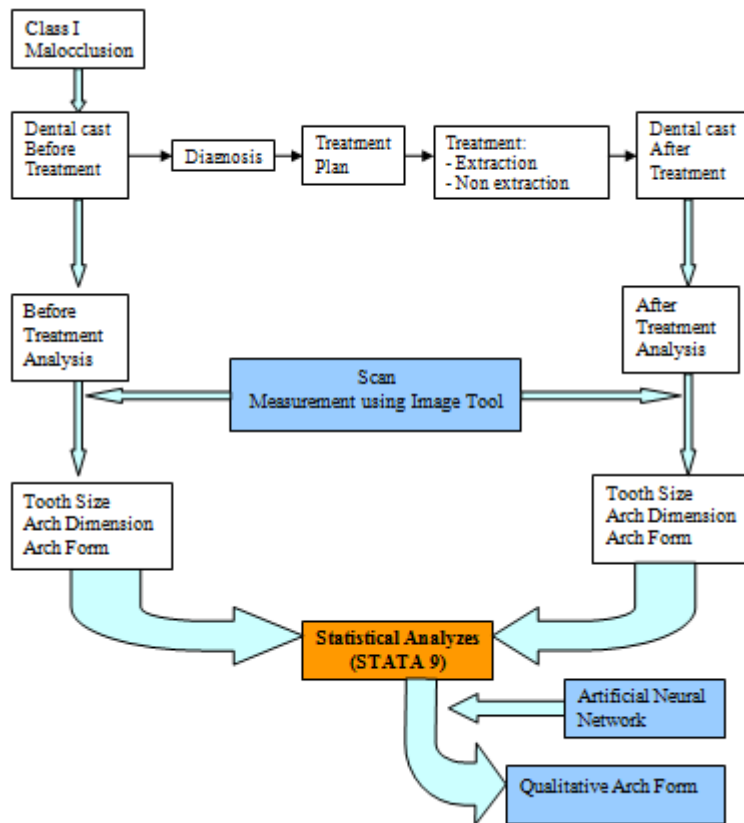 Class I
Malocclusion
Dental cast
Before
Treatment
Diagnosis
Treatment
Plan
Treatment:
- Extraction
- Non extraction
Dental cast
After
Treatment
Before
Treatment
Analysis
After
Treatment
Analysis
Scan
Measurement using Image Tool
Tooth Size
Arch Dimension
Arch Form
Tooth Size
Arch Dimension
Arch Form
Statistical Analyzes
(STATA 9)
Artificial Neural
Network
Qualitative Arch Form